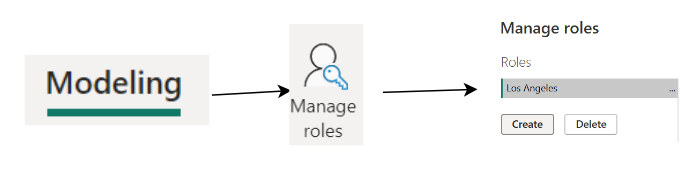 Modeling
Manage
roles
Manage roles
Roles
Los Angeles ...
Create Delete